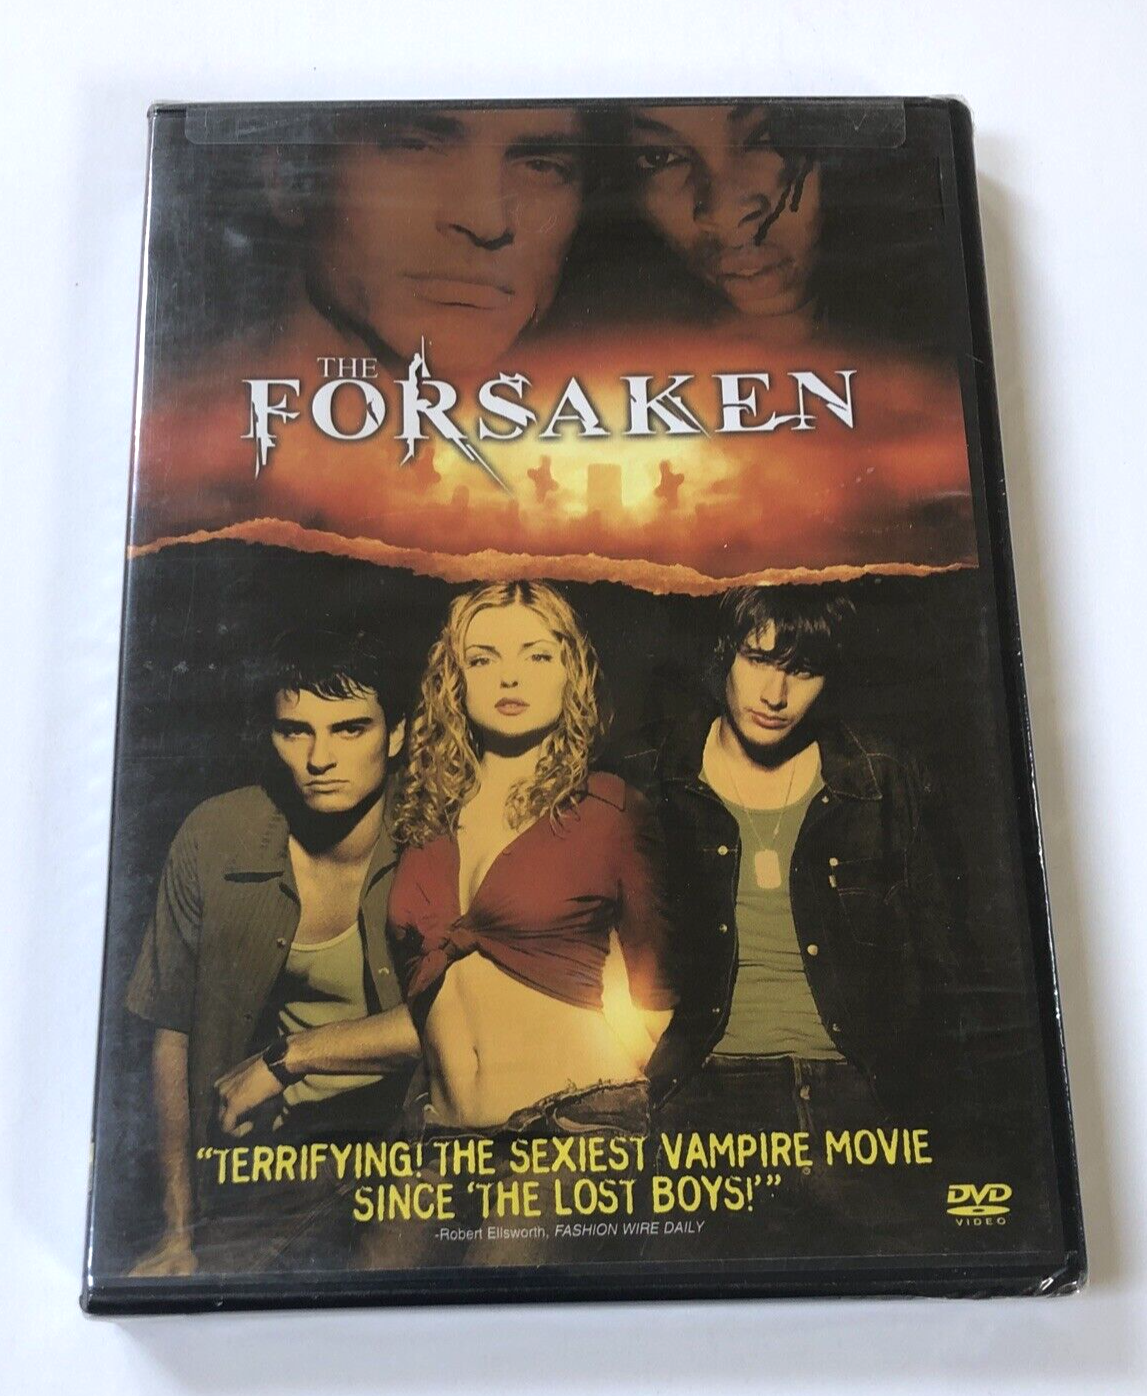 THE
FORSAKEN
“TERRIFYING! THE SEXIEST VAMPIRE MOVIE
SINCE ‘THE LOST BOYS!’”
-Robert Ellsworth, FASHION WIRE DAILY
DVD
VIDEO